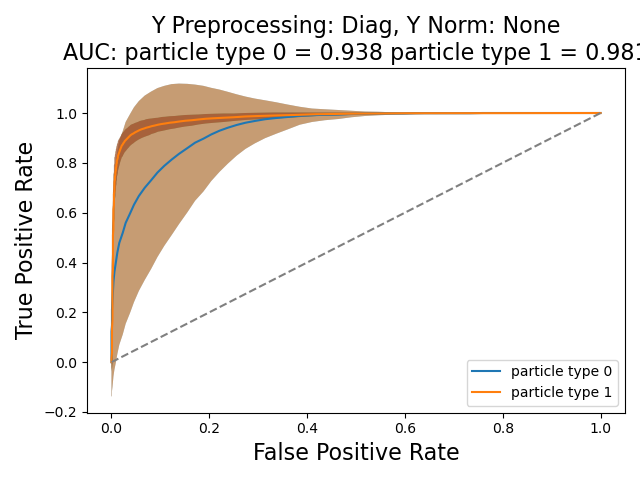 Y Preprocessing: Diag, Y Norm: None
AUC: particle type 0 = 0.938 particle type 1 = 0.981
True Positive Rate
1.0
0.8
0.6
0.4
0.2
0.0
−0.2
0.0 0.2 0.4 0.6 0.8 1.0
False Positive Rate
particle type 0
particle type 1